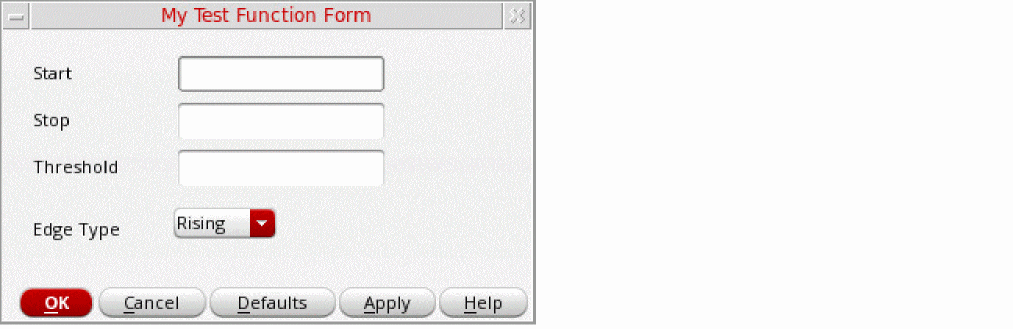 My Test Function Form
Start
Stop
Threshold
Edge Type Rising
OK Cancel Defaults Apply Help